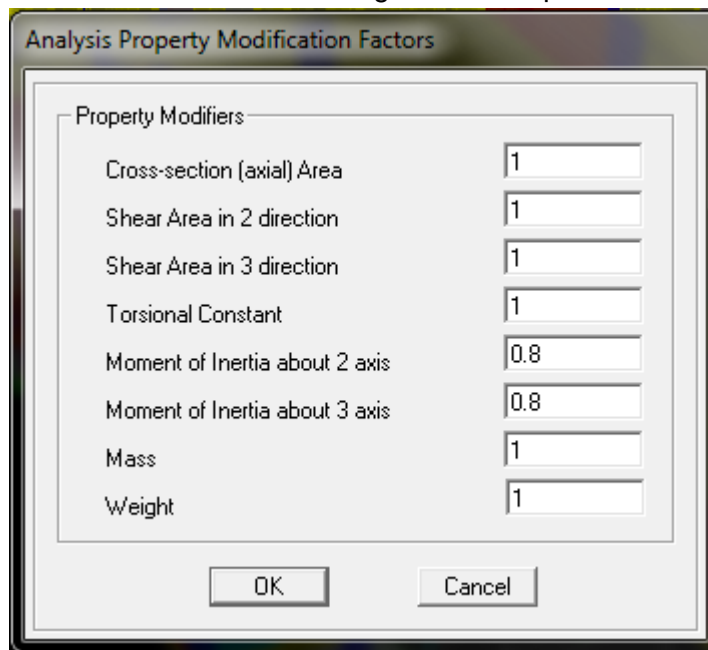 Analysis Property Modification Factors
Property Modifiers
Cross-section (axial) Area 1
Shear Area in 2 direction 1
Shear Area in 3 direction 1
Torsional Constant 1
Moment of Inertia about 2 axis 0.8
Moment of Inertia about 3 axis 0.8
Mass 1
Weight 1
OK Cancel